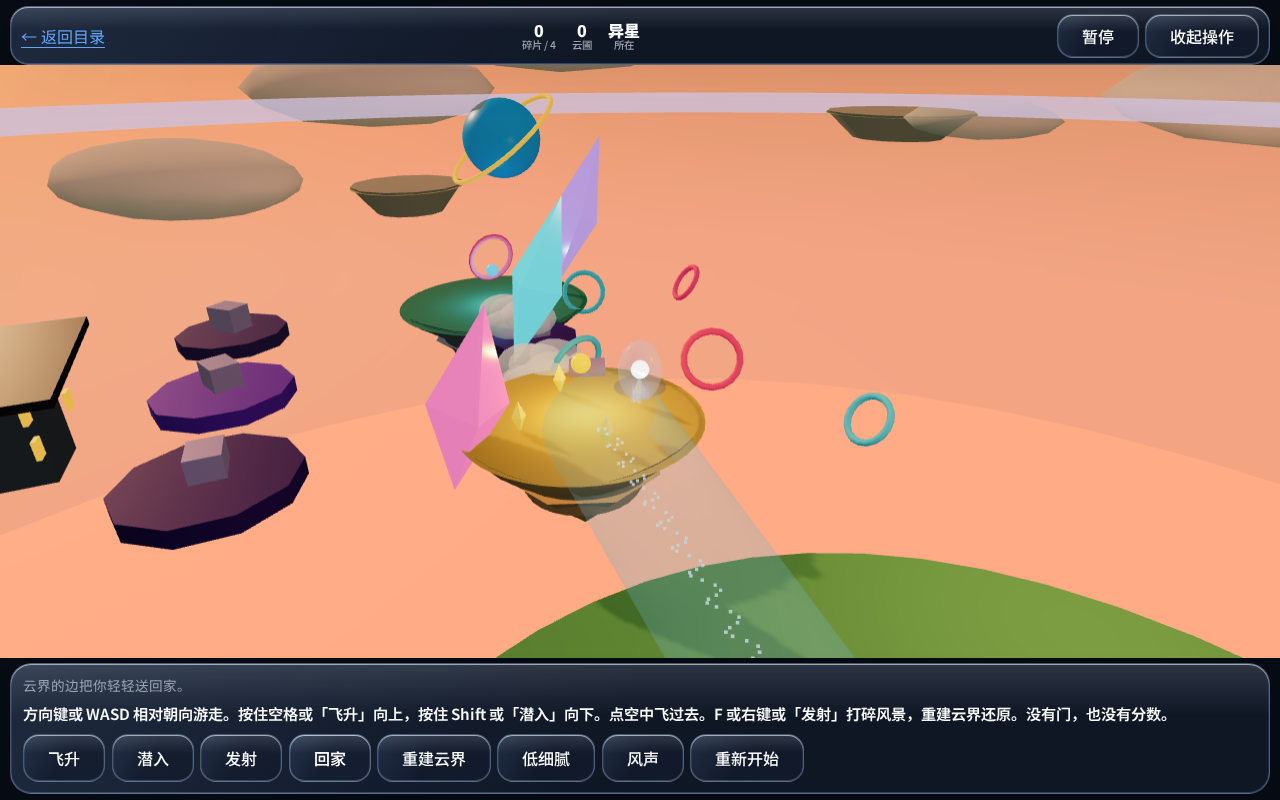 ← 返回目录
0
碎片 / 4
0
云圃
异星
所在
暂停
收起操作
云界的边把你轻轻送回家。
方向键或 WASD 相对朝向游走。按住空格或「飞升」向上，按住 Shift 或「潜入」向下。点空中飞过去。F 或右键或「发射」打碎风景，重建云界还原。没有门，也没有分数。
飞升
潜入
发射
回家
重建云界
低细腻
风声
重新开始